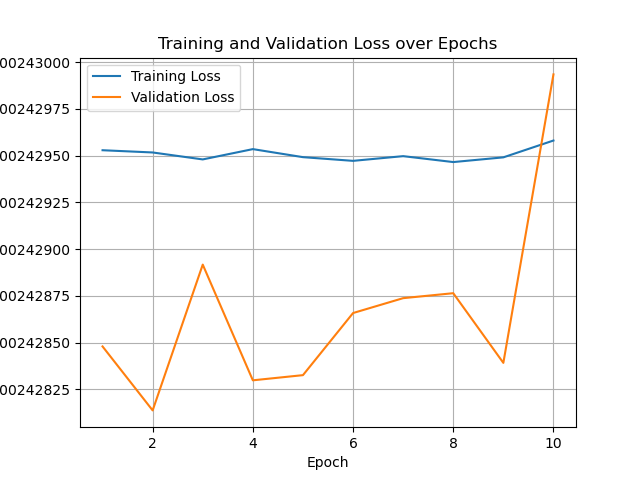 Training and Validation Loss over Epochs
Training Loss
Validation Loss
00243000
00242975
00242950
00242925
00242900
00242875
00242850
00242825
2 4 6 8 10
Epoch